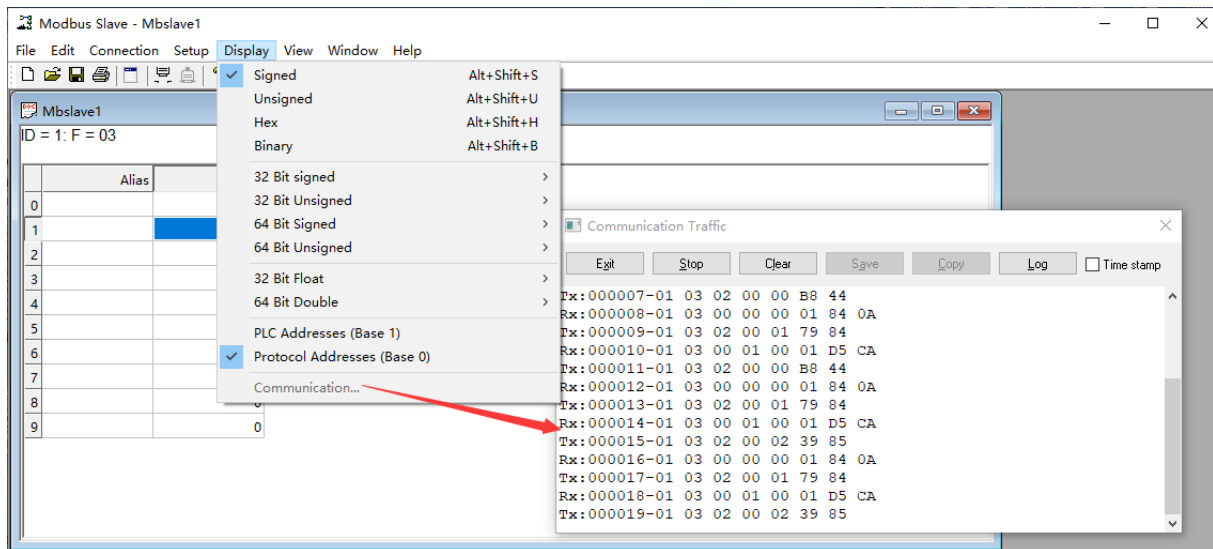 Modbus Slave - Mbslave1
File Edit Connection Setup Display View Window Help
Signed Alt+Shift+S
Unsigned Alt+Shift+U
Hex Alt+Shift+H
Binary Alt+Shift+B
32 Bit signed
32 Bit Unsigned
64 Bit Signed
64 Bit Unsigned
32 Bit Float
64 Bit Double
PLC Addresses (Base 1)
Protocol Addresses (Base 0)
Communication...
Mbslave1
ID = 1: F = 03
Alias
0
1
2
3
4
5
6
7
8 0
9 0
Communication Traffic
Exit Stop Clear Save Copy Log Time stamp
Tx:000007-01 03 02 00 00 B8 44
Rx:000008-01 03 00 00 00 01 84 0A
Tx:000009-01 03 02 00 01 79 84
Rx:000010-01 03 00 01 00 01 D5 CA
Tx:000011-01 03 02 00 00 B8 44
Rx:000012-01 03 00 00 00 01 84 0A
Tx:000013-01 03 02 00 01 79 84
Rx:000014-01 03 00 01 00 01 D5 CA
Tx:000015-01 03 02 00 02 39 85
Rx:000016-01 03 00 00 00 01 84 0A
Tx:000017-01 03 02 00 01 79 84
Rx:000018-01 03 00 01 00 01 D5 CA
Tx:000019-01 03 02 00 02 39 85